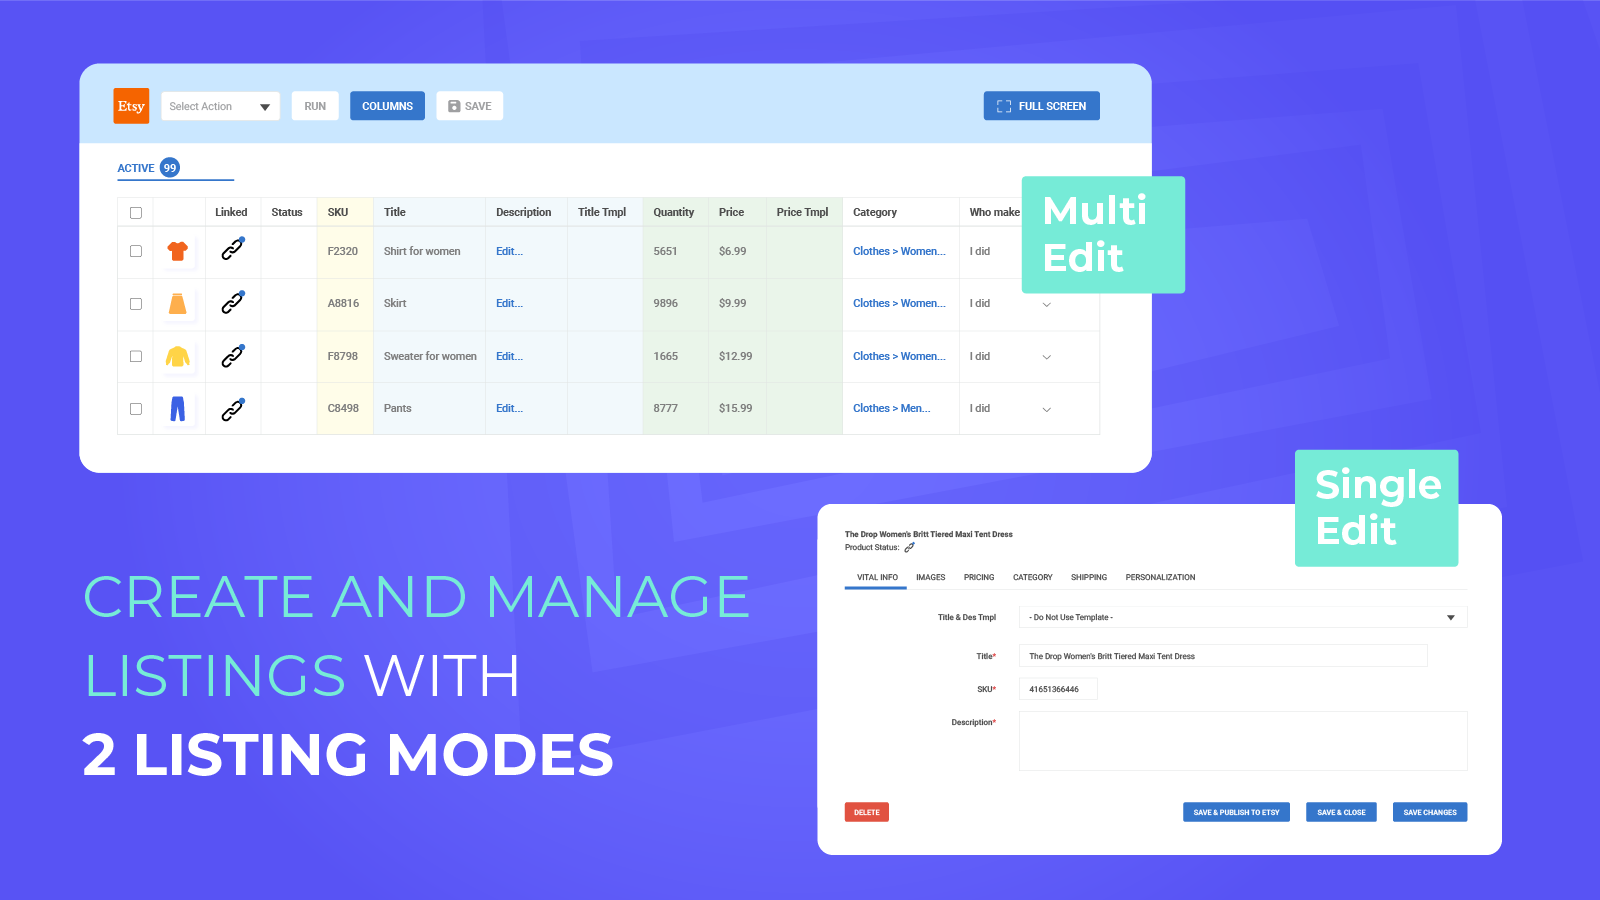 Etsy
Select Action
RUN
COLUMNS
SAVE
FULL SCREEN
ACTIVE 99
Linked Status SKU Title Description Title Tmpl Quantity Price Price Tmpl Category Who make
F2320 Shirt for women Edit... 5651 $6.99 Clothes > Women... I did
A8816 Skirt Edit... 9896 $9.99 Clothes > Women... I did
F8798 Sweater for women Edit... 1665 $12.99 Clothes > Women... I did
C8498 Pants Edit... 8777 $15.99 Clothes > Men... I did
Multi
Edit
Single
Edit
The Drop Women's Britt Tiered Maxi Tent Dress
Product Status:
VITAL INFO IMAGES PRICING CATEGORY SHIPPING PERSONALIZATION
Title & Des Tmpl - Do Not Use Template -
Title* The Drop Women's Britt Tiered Maxi Tent Dress
SKU* 41651366446
Description*
DELETE SAVE & PUBLISH TO ETSY SAVE & CLOSE SAVE CHANGES
CREATE AND MANAGE
LISTINGS WITH
2 LISTING MODES